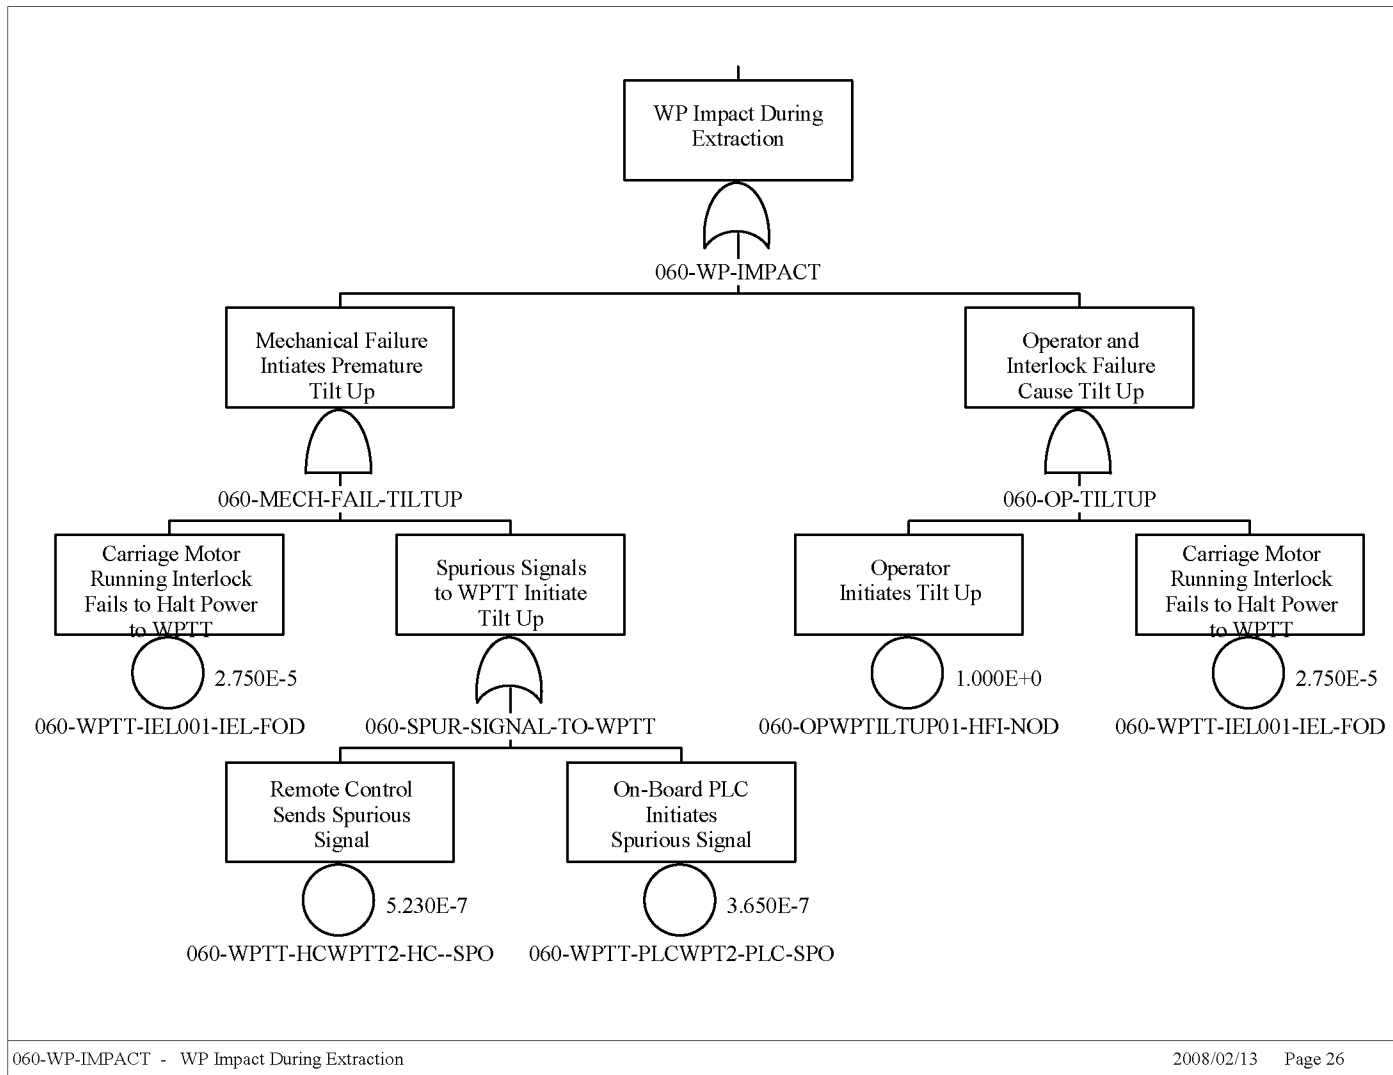 WP Impact During
Extraction
060-WP-IMPACT
Mechanical Failure
Intiates Premature
Tilt Up
Operator and
Interlock Failure
Cause Tilt Up
060-MECH-FAIL-TILTUP
060-OP-TILTUP
Carriage Motor
Running Interlock
Fails to Halt Power
to WPTT
Spurious Signals
to WPTT Initiate
Tilt Up
Operator
Initiates Tilt Up
Carriage Motor
Running Interlock
Fails to Halt Power
to WPTT
2.750E-5
1.000E+0
2.750E-5
060-WPTT-IEL001-IEL-FOD
060-SPUR-SIGNAL-TO-WPTT
060-OPWPTILTUP01-HFI-NOD
060-WPTT-IEL001-IEL-FOD
Remote Control
Sends Spurious
Signal
On-Board PLC
Initiates
Spurious Signal
5.230E-7
3.650E-7
060-WPTT-HCWPTT2-HC--SPO
060-WPTT-PLCWPT2-PLC-SPO
060-WP-IMPACT - WP Impact During Extraction
2008/02/13 Page 26